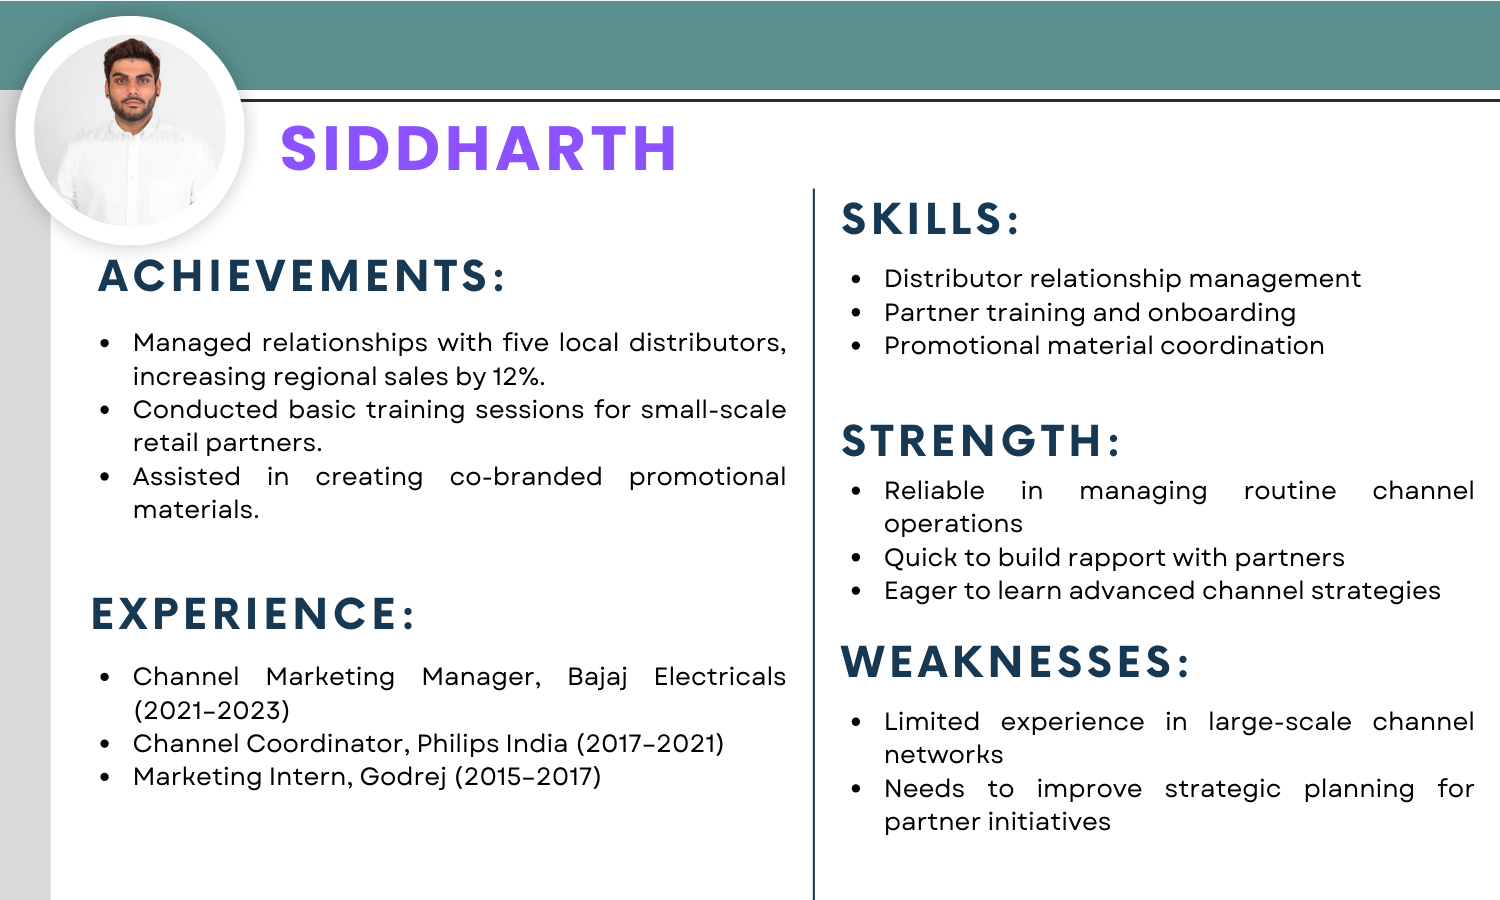 SIDDHARTH
ACHIEVEMENTS:
• Managed relationships with five local distributors,
increasing regional sales by 12%.
• Conducted basic training sessions for small-scale
retail partners.
• Assisted in creating co-branded promotional
materials.
EXPERIENCE:
• Channel Marketing Manager, Bajaj Electricals
(2021–2023)
• Channel Coordinator, Philips India (2017–2021)
• Marketing Intern, Godrej (2015–2017)
SKILLS:
• Distributor relationship management
• Partner training and onboarding
• Promotional material coordination
STRENGTH:
• Reliable in managing routine channel
operations
• Quick to build rapport with partners
• Eager to learn advanced channel strategies
WEAKNESSES:
• Limited experience in large-scale channel
networks
• Needs to improve strategic planning for
partner initiatives